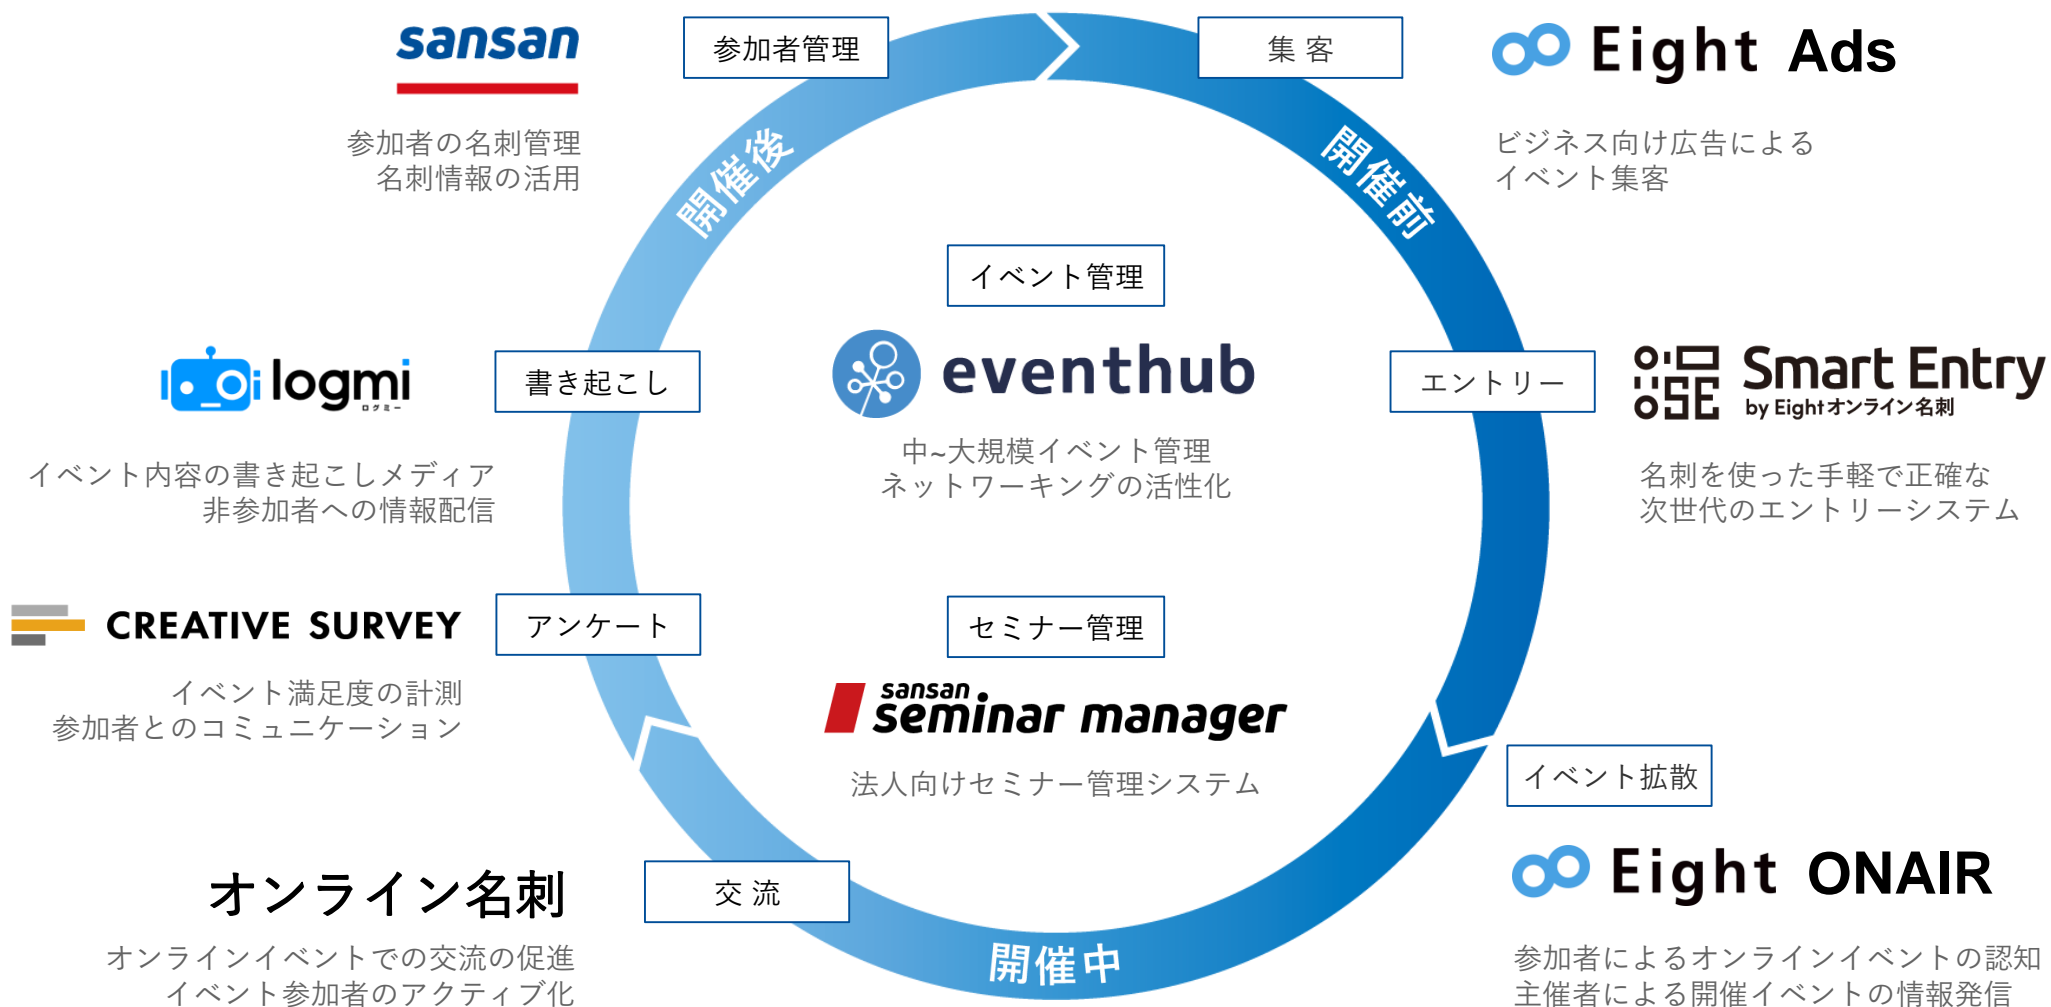 sansan
参加者の名刺管理
名刺情報の活用
参加者管理
集 客
Eight Ads
ビジネス向け広告による
イベント集客
開催後
開催前
イベント管理
eventhub
中~大規模イベント管理
ネットワーキングの活性化
logmi
ログミー
書き起こし
イベント内容の書き起こしメディア
非参加者への情報配信
エントリー
Smart Entry
by Eight オンライン名刺
名刺を使った手軽で正確な
次世代のエントリーシステム
CREATIVE SURVEY
アンケート
イベント満足度の計測
参加者とのコミュニケーション
セミナー管理
sansan
seminar manager
法人向けセミナー管理システム
イベント拡散
Eight ONAIR
参加者によるオンラインイベントの認知
主催者による開催イベントの情報発信
オンライン名刺
交 流
オンラインイベントでの交流の促進
イベント参加者のアクティブ化
開催中